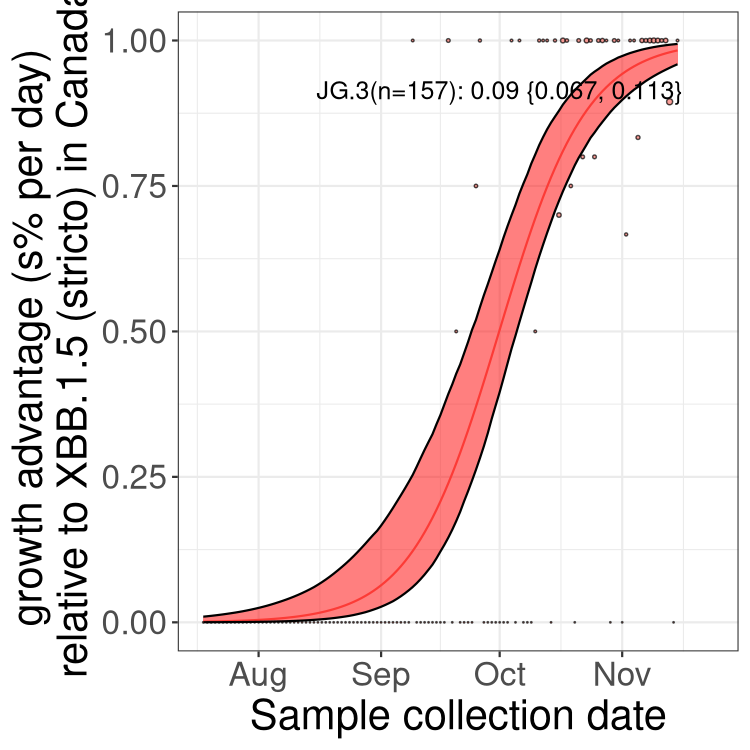 growth advantage (s% per day)
relative to XBB.1.5 (stricto) in Canada
1.00
0.75
0.50
0.25
0.00
JG.3(n=157): 0.09 {0.067, 0.113}
Aug Sep Oct Nov
Sample collection date